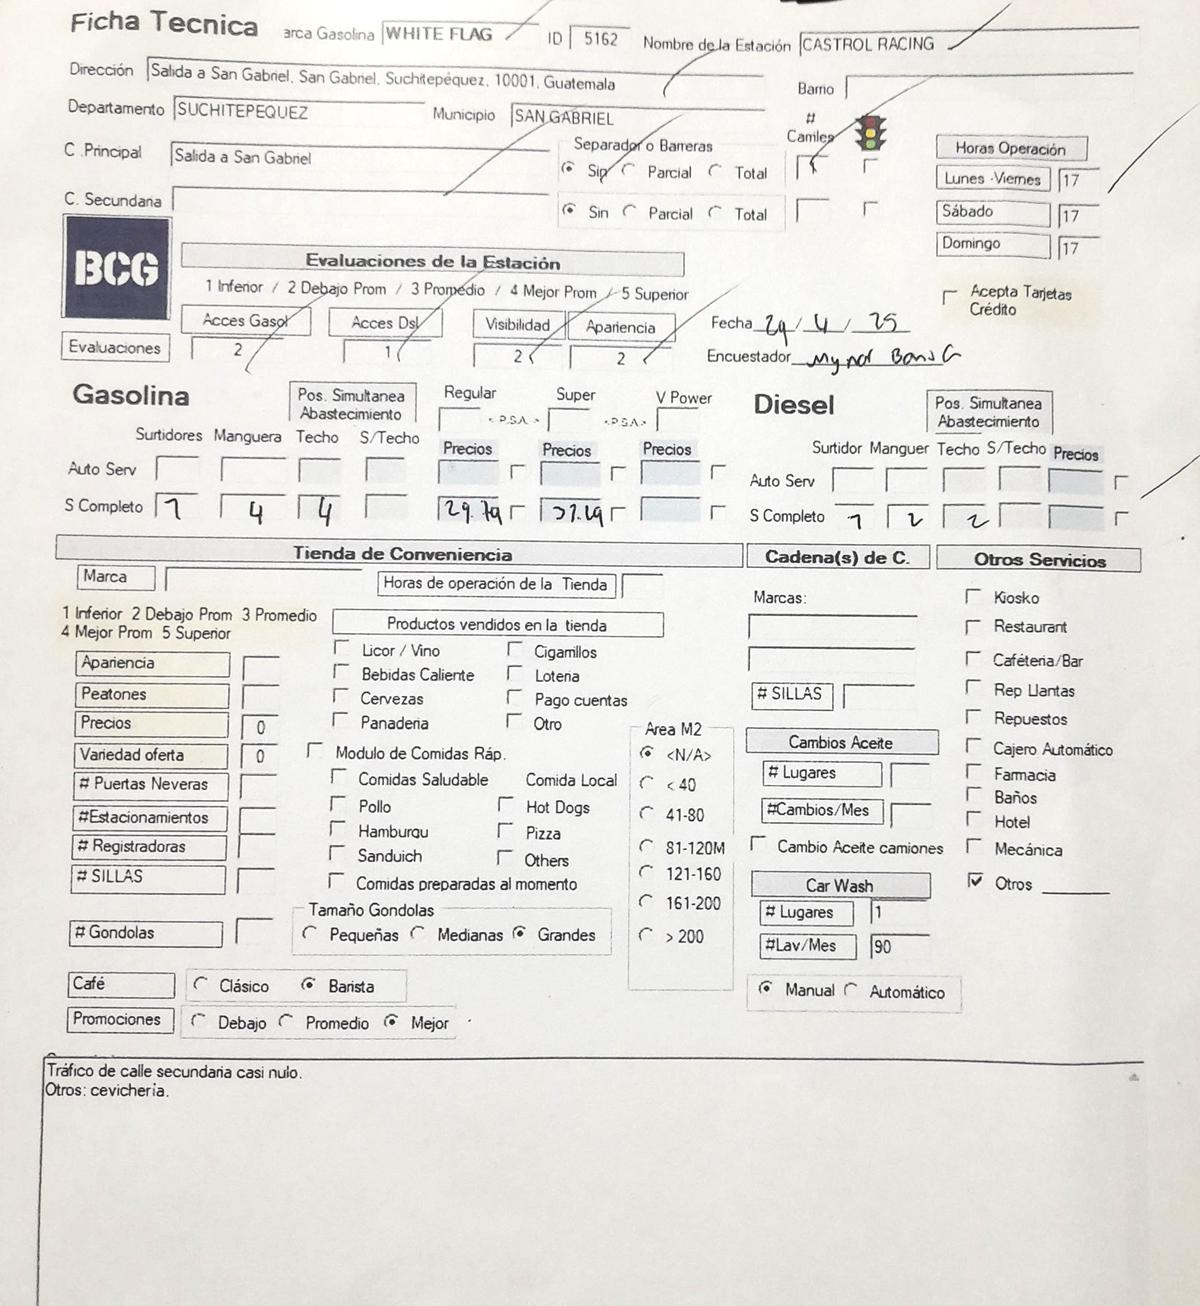 Ficha Tecnica arca Gasolina WHITE FLAG ID 5162 Nombre de la Estación CASTROL RACING
Dirección Salida a San Gabriel, San Gabriel, Suchitepéquez, 10001, Guatemala Barrio
Departamento SUCHITEPEQUEZ Municipio SAN GABRIEL
# Carriles
C .Principal Salida a San Gabriel Separador o Barreras
Sin Parcial Total
C. Secundaria Sin Parcial Total
Horas Operación
Lunes -Viernes 17
Sábado 17
Domingo 17
BCG
Evaluaciones de la Estación
1 Inferior / 2 Debajo Prom / 3 Promedio / 4 Mejor Prom / 5 Superior
Acepta Tarjetas Crédito
Acces Gasol Acces Dsl Visibilidad Apariencia
Evaluaciones 2 1 2 2
Fecha 29/4/25
Encuestador Mynor
Gasolina Pos. Simultanea Abastecimiento Regular Super V Power
< P.S.A. > <P.S.A.>
Surtidores Manguera Techo S/Techo Precios Precios Precios
Auto Serv
S Completo 1 4 4 29.79
Diesel Pos. Simultanea Abastecimiento
Surtidor Manguer Techo S/Techo Precios
Auto Serv
S Completo 1 2 2
Tienda de Conveniencia Cadena(s) de C. Otros Servicios
Marca Horas de operación de la Tienda
1 Inferior 2 Debajo Prom 3 Promedio
4 Mejor Prom 5 Superior
Apariencia
Peatones
Precios 0
Variedad oferta 0
# Puertas Neveras
#Estacionamientos
# Registradoras
# SILLAS
# Gondolas
Productos vendidos en la tienda
Licor / Vino Cigarrillos
Bebidas Caliente Loteria
Cervezas Pago cuentas
Panaderia Otro
Modulo de Comidas Ráp.
Comidas Saludable Comida Local
Pollo Hot Dogs
Hamburgu Pizza
Sanduich Others
Comidas preparadas al momento
Tamaño Gondolas
Pequeñas Medianas Grandes
Area M2
<N/A>
< 40
41-80
81-120M
121-160
161-200
> 200
Marcas:
# SILLAS
Cambios Aceite
# Lugares
#Cambios/Mes
Cambio Aceite camiones
Car Wash
# Lugares 1
#Lav/Mes 90
Manual Automático
Kiosko
Restaurant
Caféteria/Bar
Rep Llantas
Repuestos
Cajero Automático
Farmacia
Baños
Hotel
Mecánica
Otros
Café Clásico Barista
Promociones Debajo Promedio Mejor
Tráfico de calle secundaria casi nulo.
Otros: cevicheria.